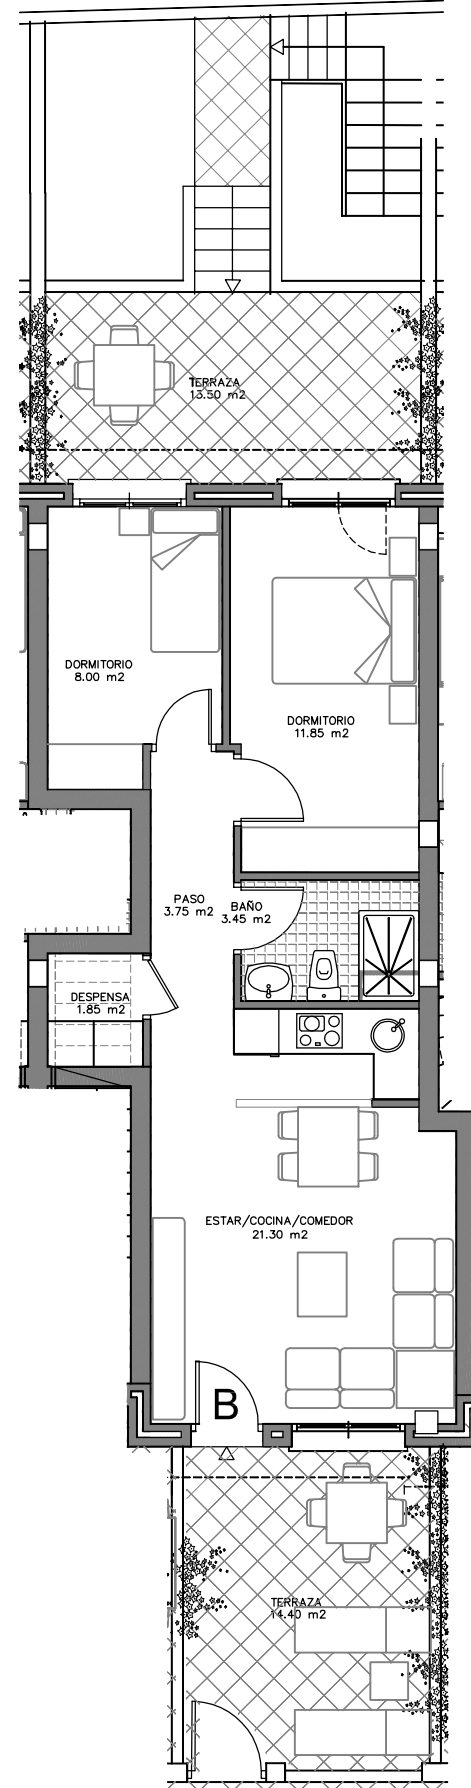 TERRAZA
13.50 m2
DORMITORIO
8.00 m2
DORMITORIO
11.85 m2
PASO
3.75 m2
BAÑO
3.45 m2
DESPENSA
1.85 m2
ESTAR/COCINA/COMEDOR
21.30 m2
B
TERRAZA
14.40 m2